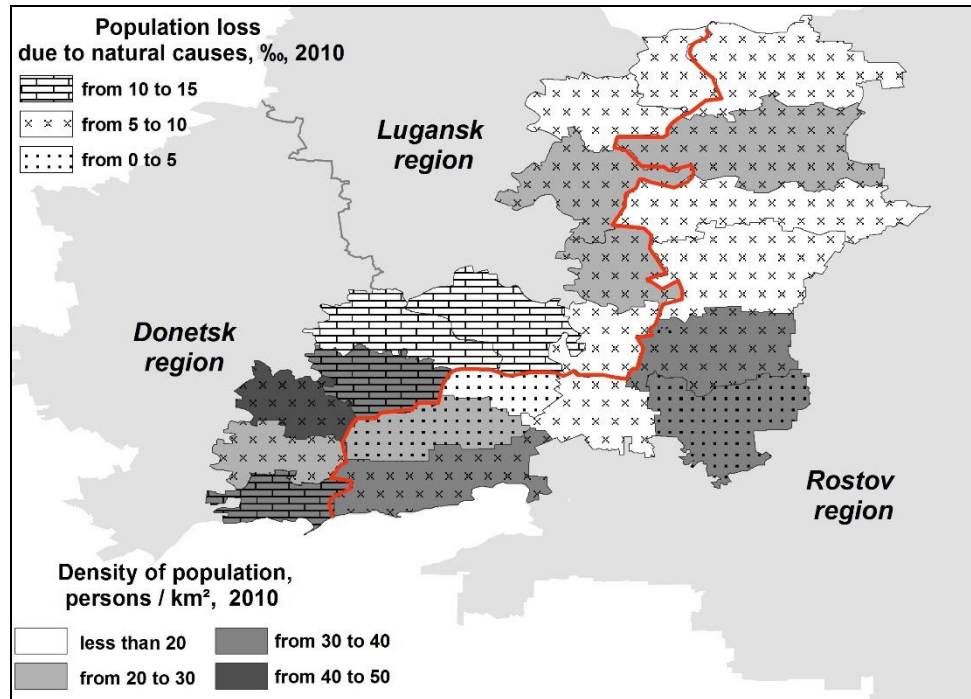 Population loss
due to natural causes, ‰, 2010
from 10 to 15
from 5 to 10
from 0 to 5
Lugansk
region
Donetsk
region
Rostov
region
Density of population,
persons / km², 2010
less than 20
from 30 to 40
from 20 to 30
from 40 to 50